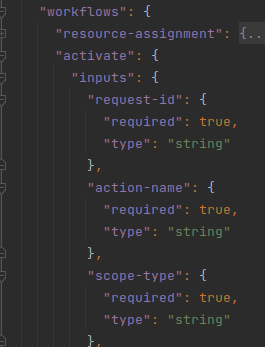 "workflows": {
"resource-assignment": {...
"activate": {
"inputs": {
"request-id": {
"required": true,
"type": "string"
},
"action-name": {
"required": true,
"type": "string"
},
"scope-type": {
"required": true,
"type": "string"
},